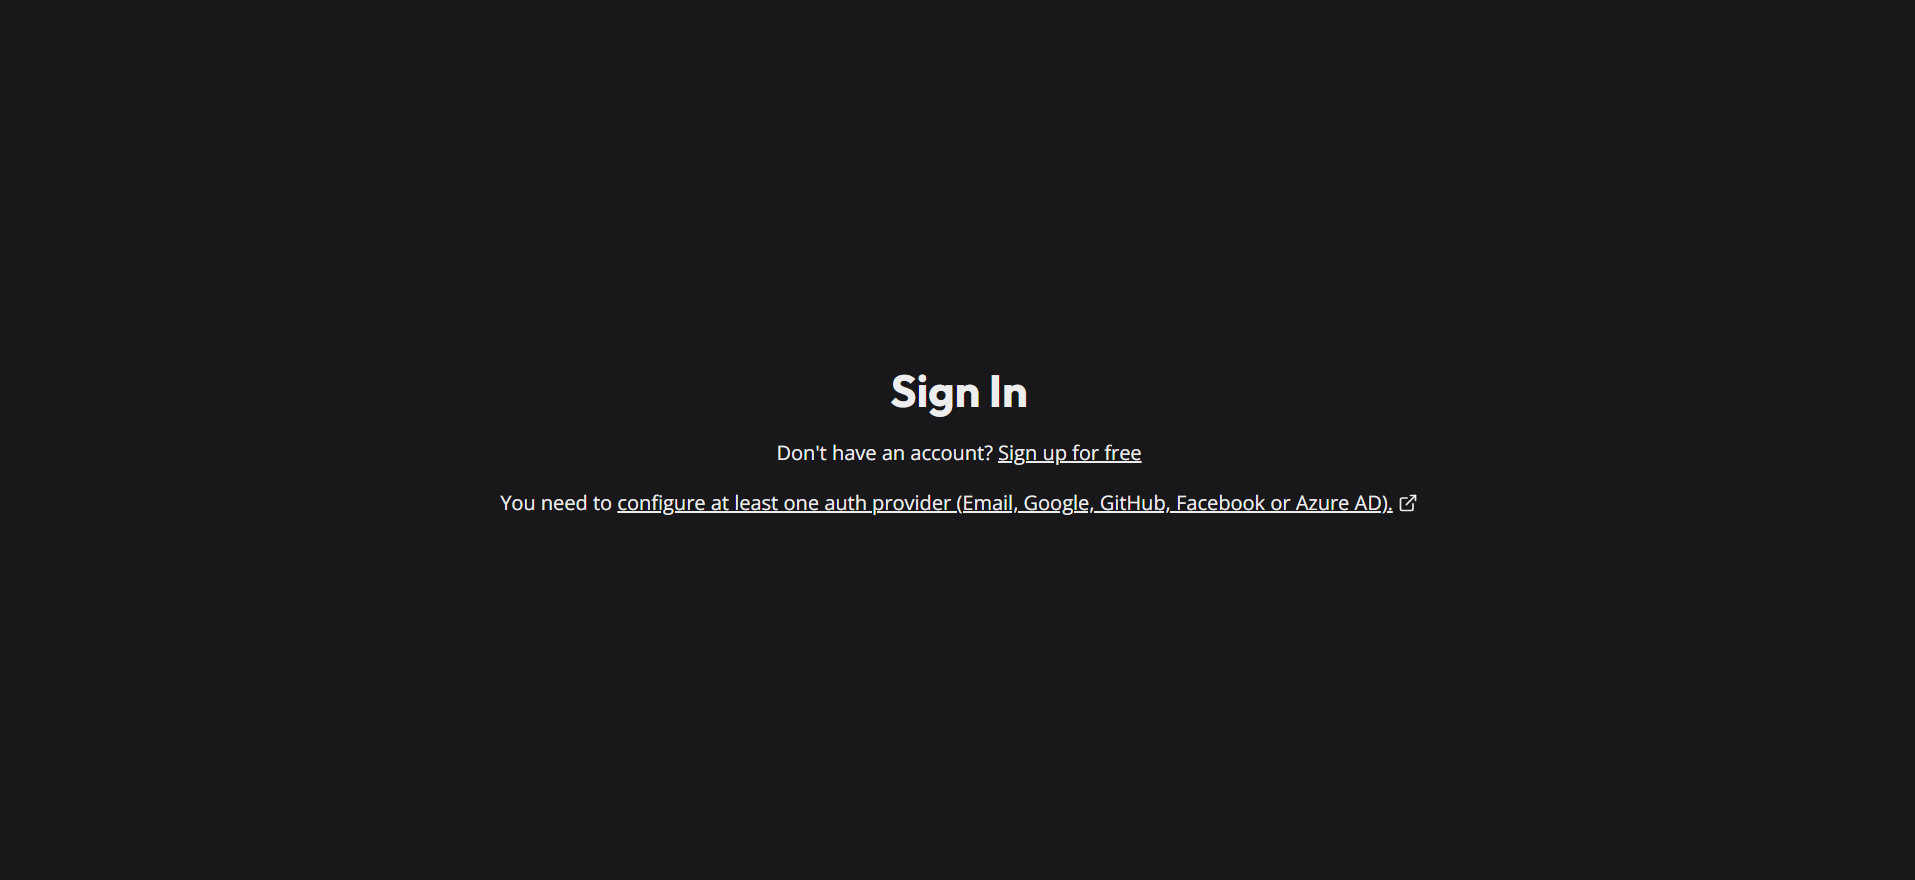 Sign In
Don't have an account? Sign up for free
You need to configure at least one auth provider (Email, Google, GitHub, Facebook or Azure AD).